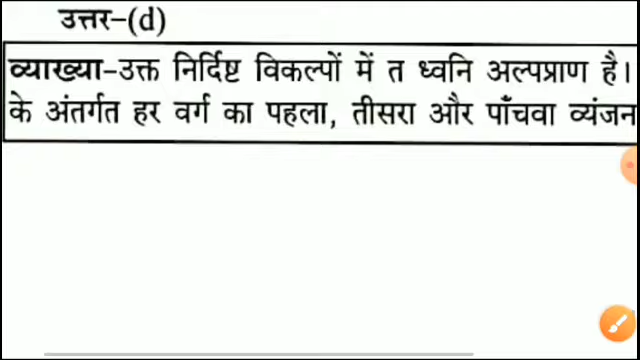 उत्तर–(d)
व्याख्या–उक्त निर्दिष्ट विकल्पों में त ध्वनि अल्पप्राण है।
के अंतर्गत हर वर्ग का पहला, तीसरा और पाँचवा व्यंजन